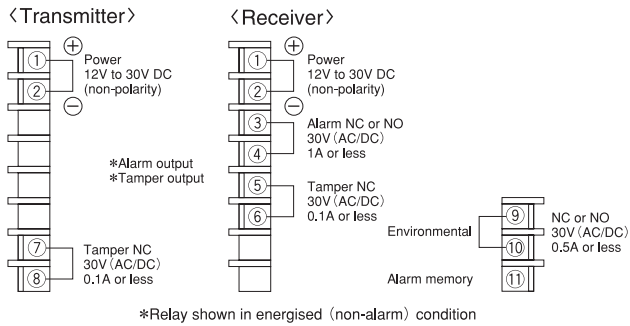 〈Transmitter〉
① ⊕ Power
12V to 30V DC
② (non-polarity)
⊖
*Alarm output
*Tamper output
⑦ Tamper NC
30V (AC/DC)
⑧ 0.1A or less
〈Receiver〉
① ⊕ Power
12V to 30V DC
② (non-polarity)
⊖
③ Alarm NC or NO
30V (AC/DC)
④ 1A or less
⑤ Tamper NC
30V (AC/DC)
⑥ 0.1A or less
Environmental
⑨ NC or NO
30V (AC/DC)
⑩ 0.5A or less
Alarm memory ⑪
*Relay shown in energised (non-alarm) condition